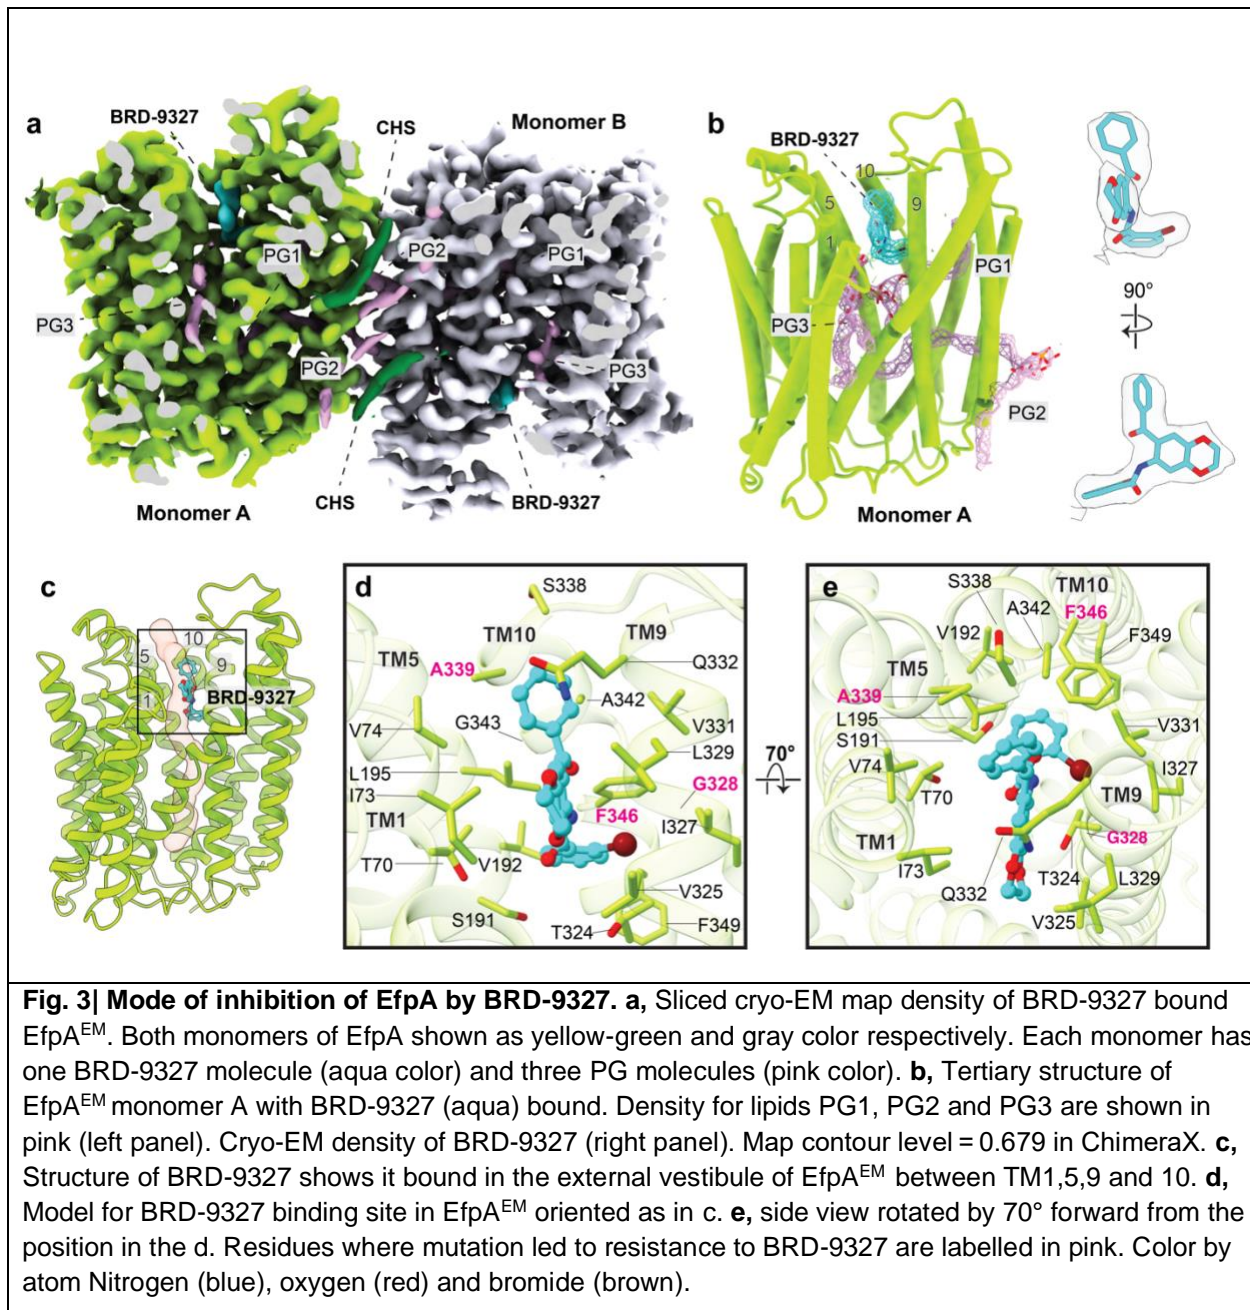 a
BRD-9327
CHS
Monomer B
PG1
PG2
PG1
PG3
PG2
PG3
CHS
BRD-9327
Monomer A
b
BRD-9327
10
5
9
1
PG1
PG3
PG2
Monomer A
90°
c
10
5
9
1
BRD-9327
d
S338
TM10
TM9
TM5
A339
Q332
A342
V74
G343
V331
L329
L195
I73
G328
TM1
F346
I327
T70
V192
V325
S191
T324
F349
70°
e
S338
TM10
A342
F346
V192
F349
TM5
A339
L195
V331
S191
V74
I327
T70
TM9
TM1
G328
I73
Q332
T324
L329
V325
Fig. 3| Mode of inhibition of EfpA by BRD-9327. a, Sliced cryo-EM map density of BRD-9327 bound
EfpAEM. Both monomers of EfpA shown as yellow-green and gray color respectively. Each monomer has
one BRD-9327 molecule (aqua color) and three PG molecules (pink color). b, Tertiary structure of
EfpAEM monomer A with BRD-9327 (aqua) bound. Density for lipids PG1, PG2 and PG3 are shown in
pink (left panel). Cryo-EM density of BRD-9327 (right panel). Map contour level = 0.679 in ChimeraX. c,
Structure of BRD-9327 shows it bound in the external vestibule of EfpAEM between TM1,5,9 and 10. d,
Model for BRD-9327 binding site in EfpAEM oriented as in c. e, side view rotated by 70° forward from the
position in the d. Residues where mutation led to resistance to BRD-9327 are labelled in pink. Color by
atom Nitrogen (blue), oxygen (red) and bromide (brown).